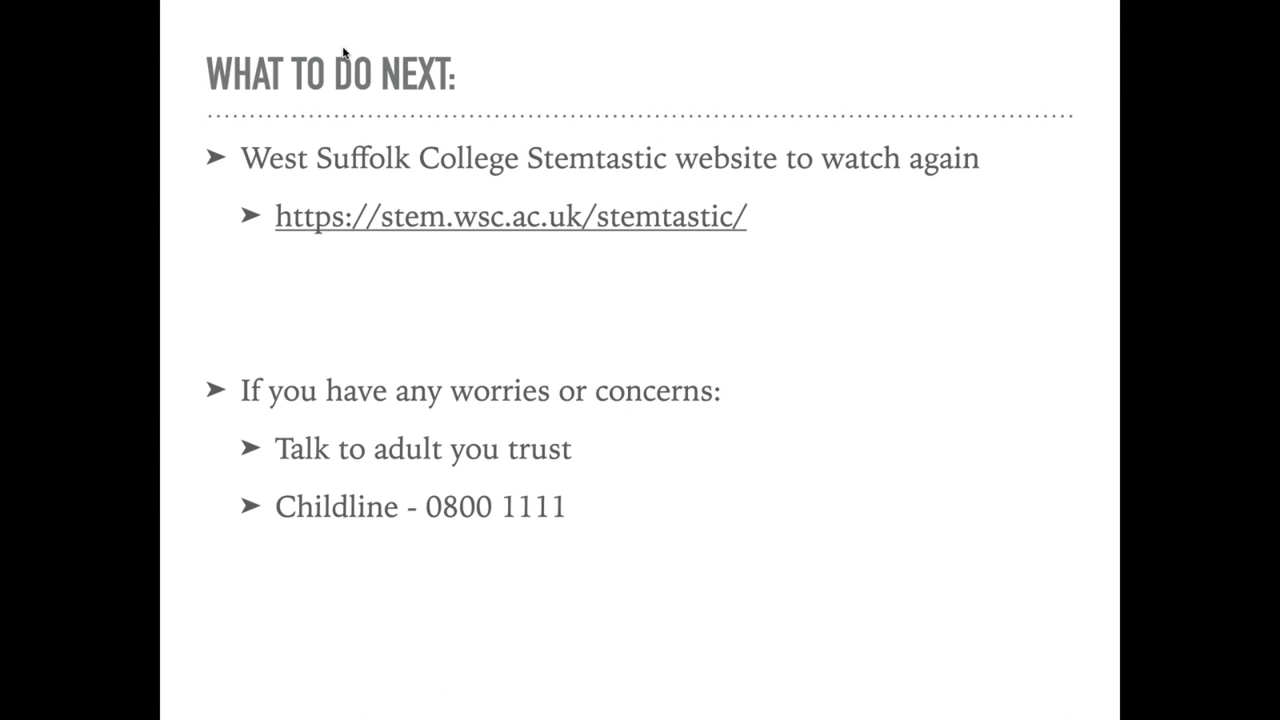 WHAT TO DO NEXT:
➤ West Suffolk College Stemtastic website to watch again
➤ https://stem.wsc.ac.uk/stemtastic/
➤ If you have any worries or concerns:
➤ Talk to adult you trust
➤ Childline - 0800 1111